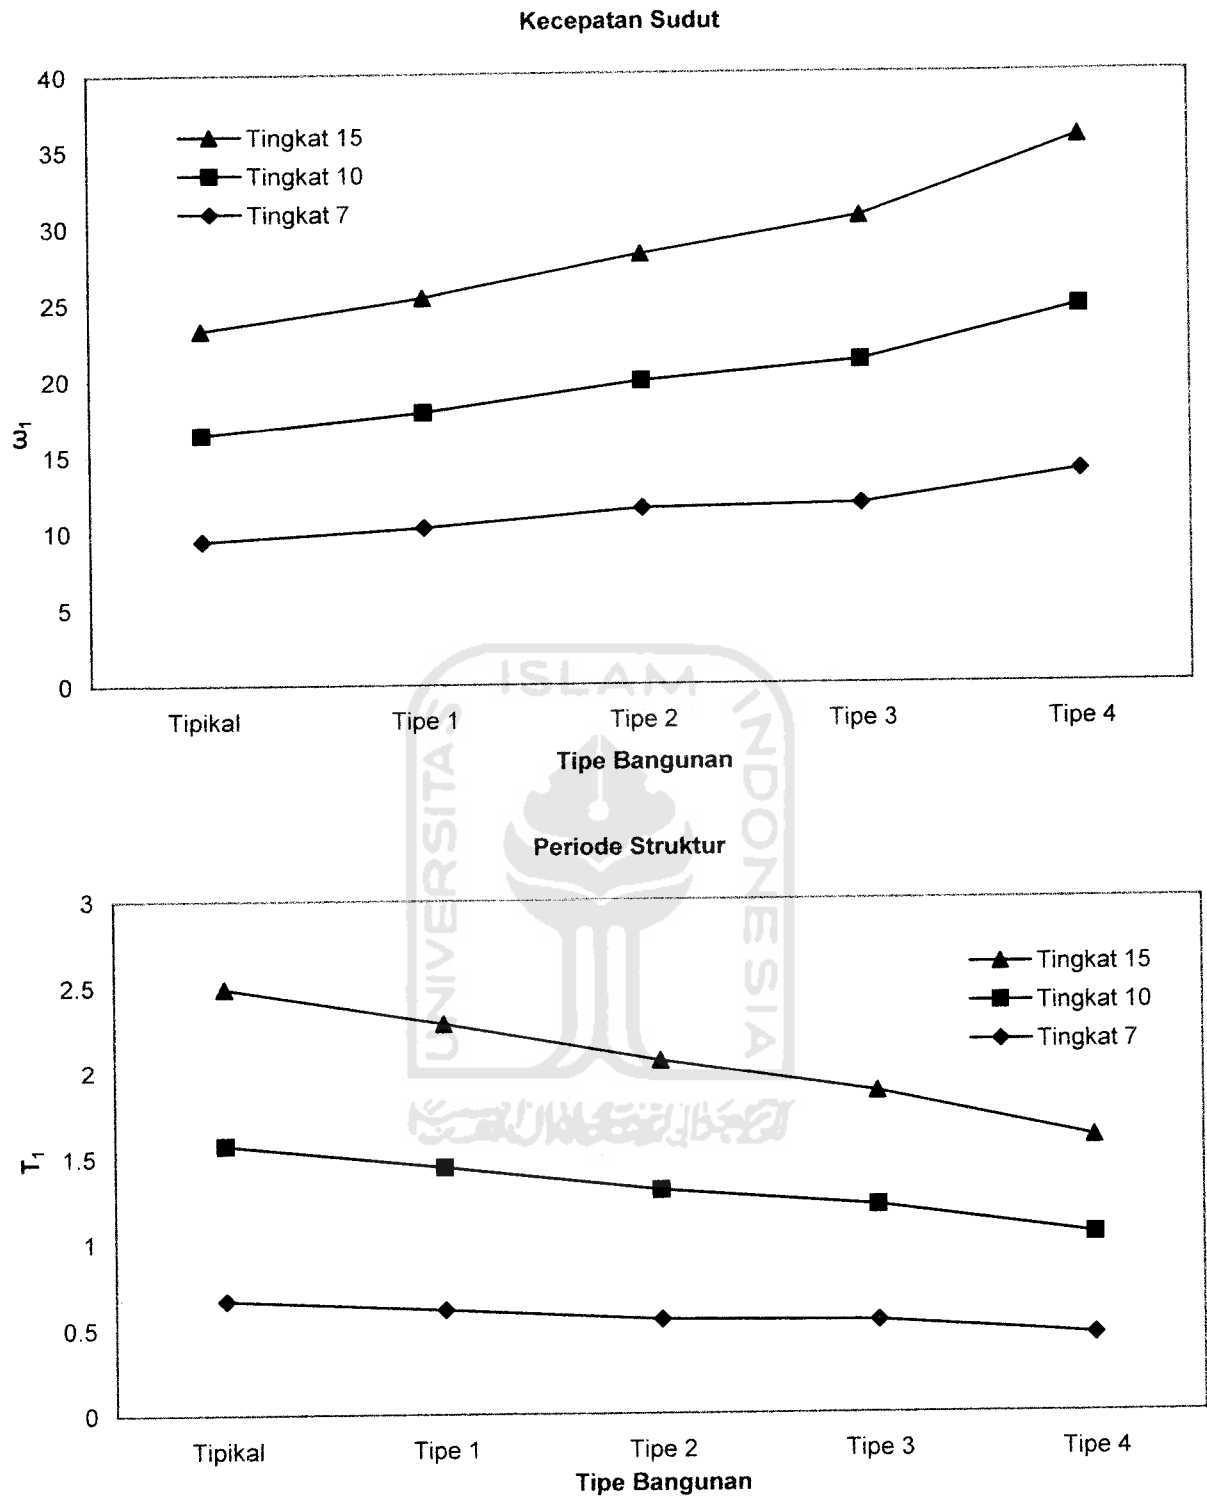 Kecepatan Sudut
40
35
30
25
20
15
10
5
0
ω1
Tingkat 15
Tingkat 10
Tingkat 7
Tipikal Tipe 1 Tipe 2 Tipe 3 Tipe 4
Tipe Bangunan
UNIVERSITAS
ISLAM
INDONESIA
Periode Struktur
3
2.5
2
1.5
1
0.5
0
T1
Tingkat 15
Tingkat 10
Tingkat 7
Tipikal Tipe 1 Tipe 2 Tipe 3 Tipe 4
Tipe Bangunan